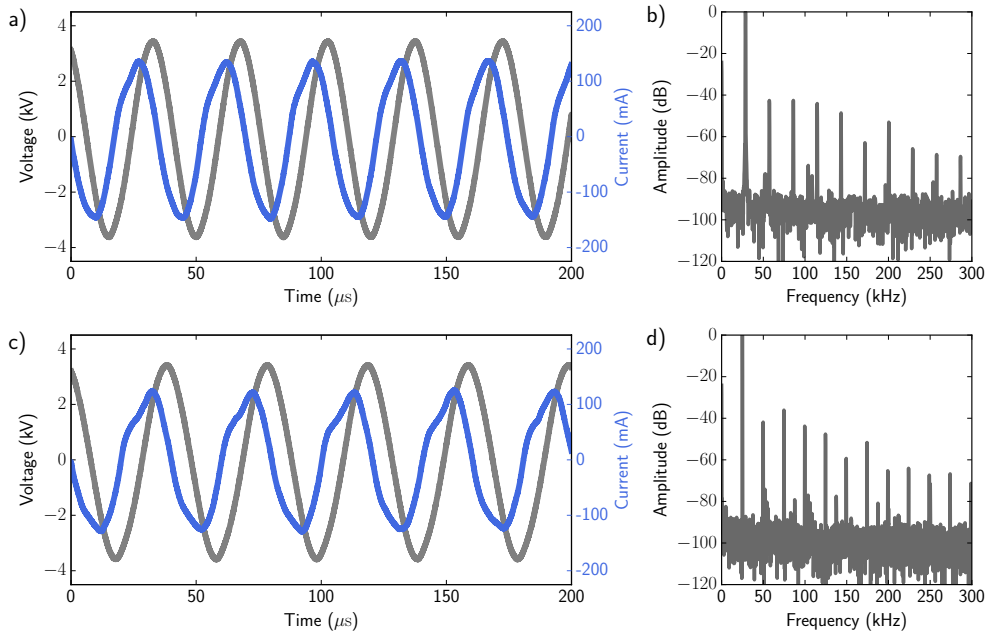 a)
4
2
0
−2
−4
Voltage (kV)
200
100
0
-100
-200
Current (mA)
0 50 100 150 200
Time (μs)
b)
0
−20
−40
−60
−80
−100
−120
Amplitude (dB)
0 50 100 150 200 250 300
Frequency (kHz)
c)
4
2
0
−2
−4
Voltage (kV)
200
100
0
-100
-200
Current (mA)
0 50 100 150 200
Time (μs)
d)
0
−20
−40
−60
−80
−100
−120
Amplitude (dB)
0 50 100 150 200 250 300
Frequency (kHz)